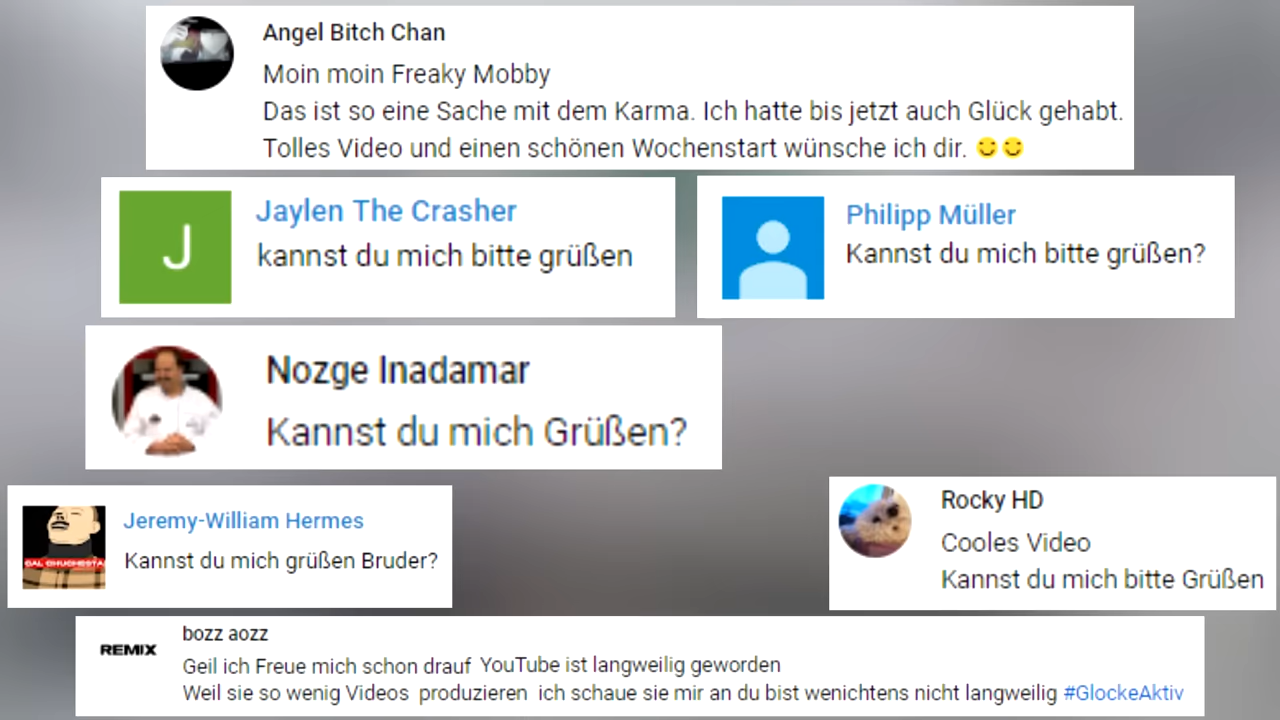 Angel Bitch Chan
Moin moin Freaky Mobby
Das ist so eine Sache mit dem Karma. Ich hatte bis jetzt auch Glück gehabt.
Tolles Video und einen schönen Wochenstart wünsche ich dir. 😊😊
J
Jaylen The Crasher
kannst du mich bitte grüßen
Philipp Müller
Kannst du mich bitte grüßen?
Nozge Inadamar
Kannst du mich Grüßen?
Jeremy-William Hermes
Kannst du mich grüßen Bruder?
Rocky HD
Cooles Video
Kannst du mich bitte Grüßen
REMIX
bozz aozz
Geil ich Freue mich schon drauf YouTube ist langweilig geworden
Weil sie so wenig Videos produzieren ich schaue sie mir an du bist wenichtens nicht langweilig #GlockeAktiv